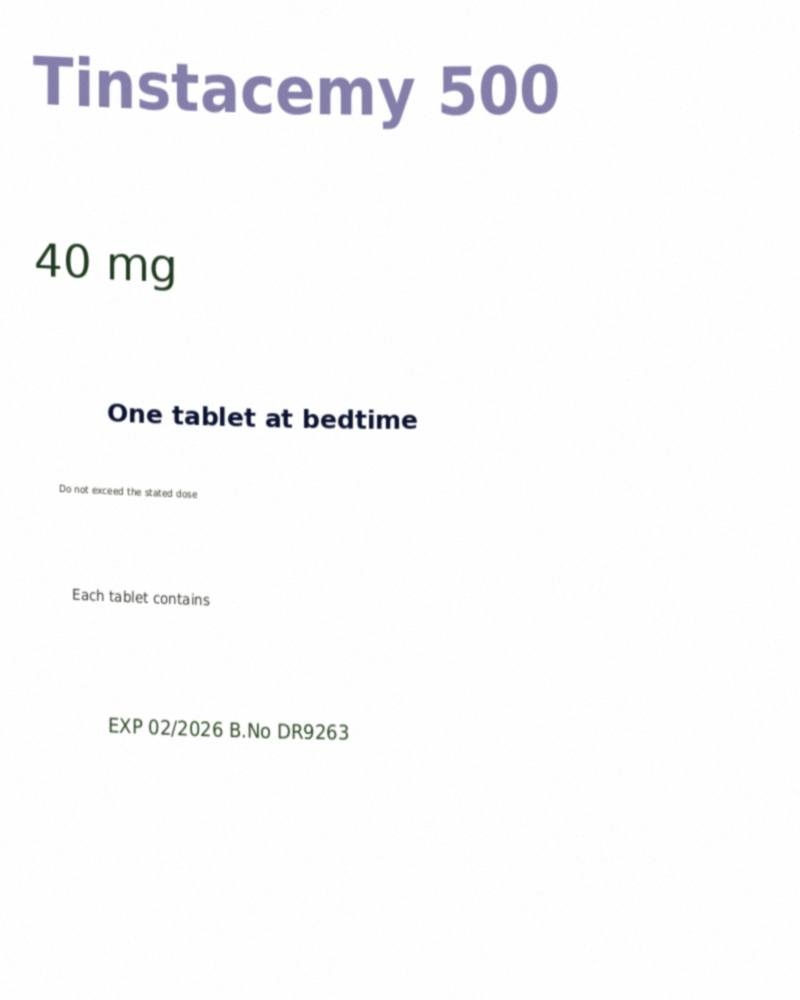 Tinstacemy 500
40 mg
One tablet at bedtime
Do not exceed the stated dose
Each tablet contains
EXP 02/2026 B.No DR9263